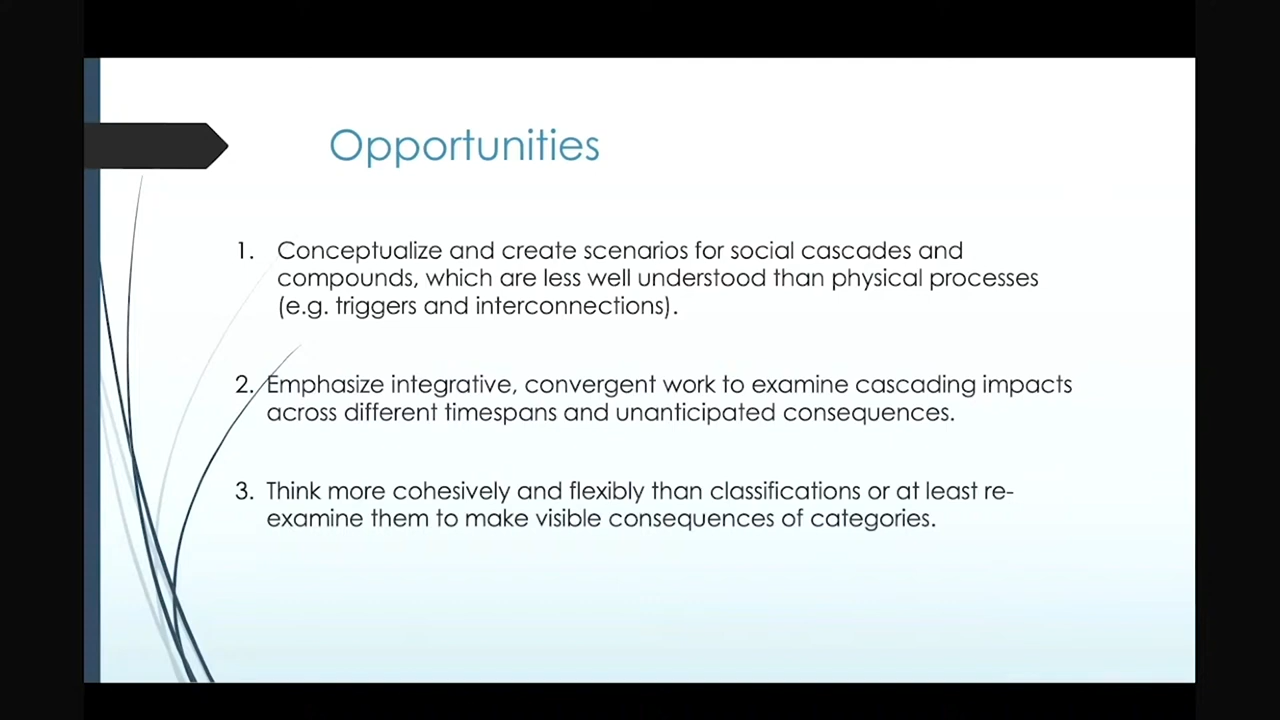 Opportunities
1. Conceptualize and create scenarios for social cascades and
compounds, which are less well understood than physical processes
(e.g. triggers and interconnections).
2. Emphasize integrative, convergent work to examine cascading impacts
across different timespans and unanticipated consequences.
3. Think more cohesively and flexibly than classifications or at least re-
examine them to make visible consequences of categories.